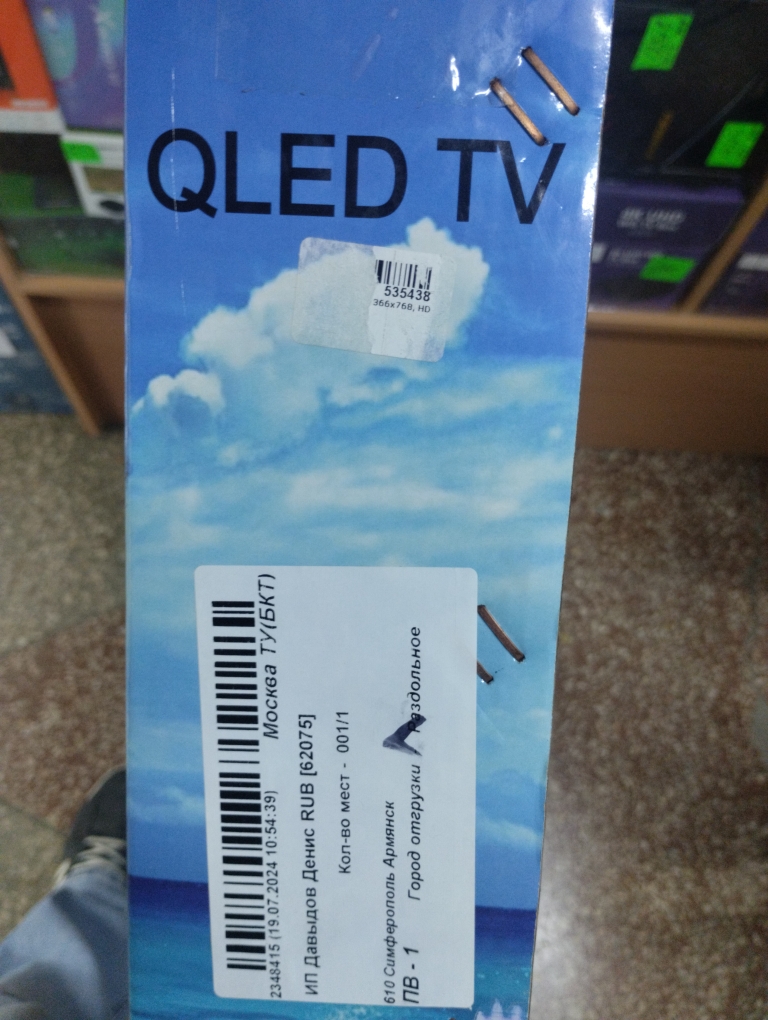 QLED TV
535438
366x768, HD
Москва ТУ(БКТ)
2348415 (19.07.2024 10:54:39)
ИП Давыдов Денис RUB [62075]
Кол-во мест - 001/1
610 Симферополь Армянск
ПВ - 1 Город отгрузки Раздольное